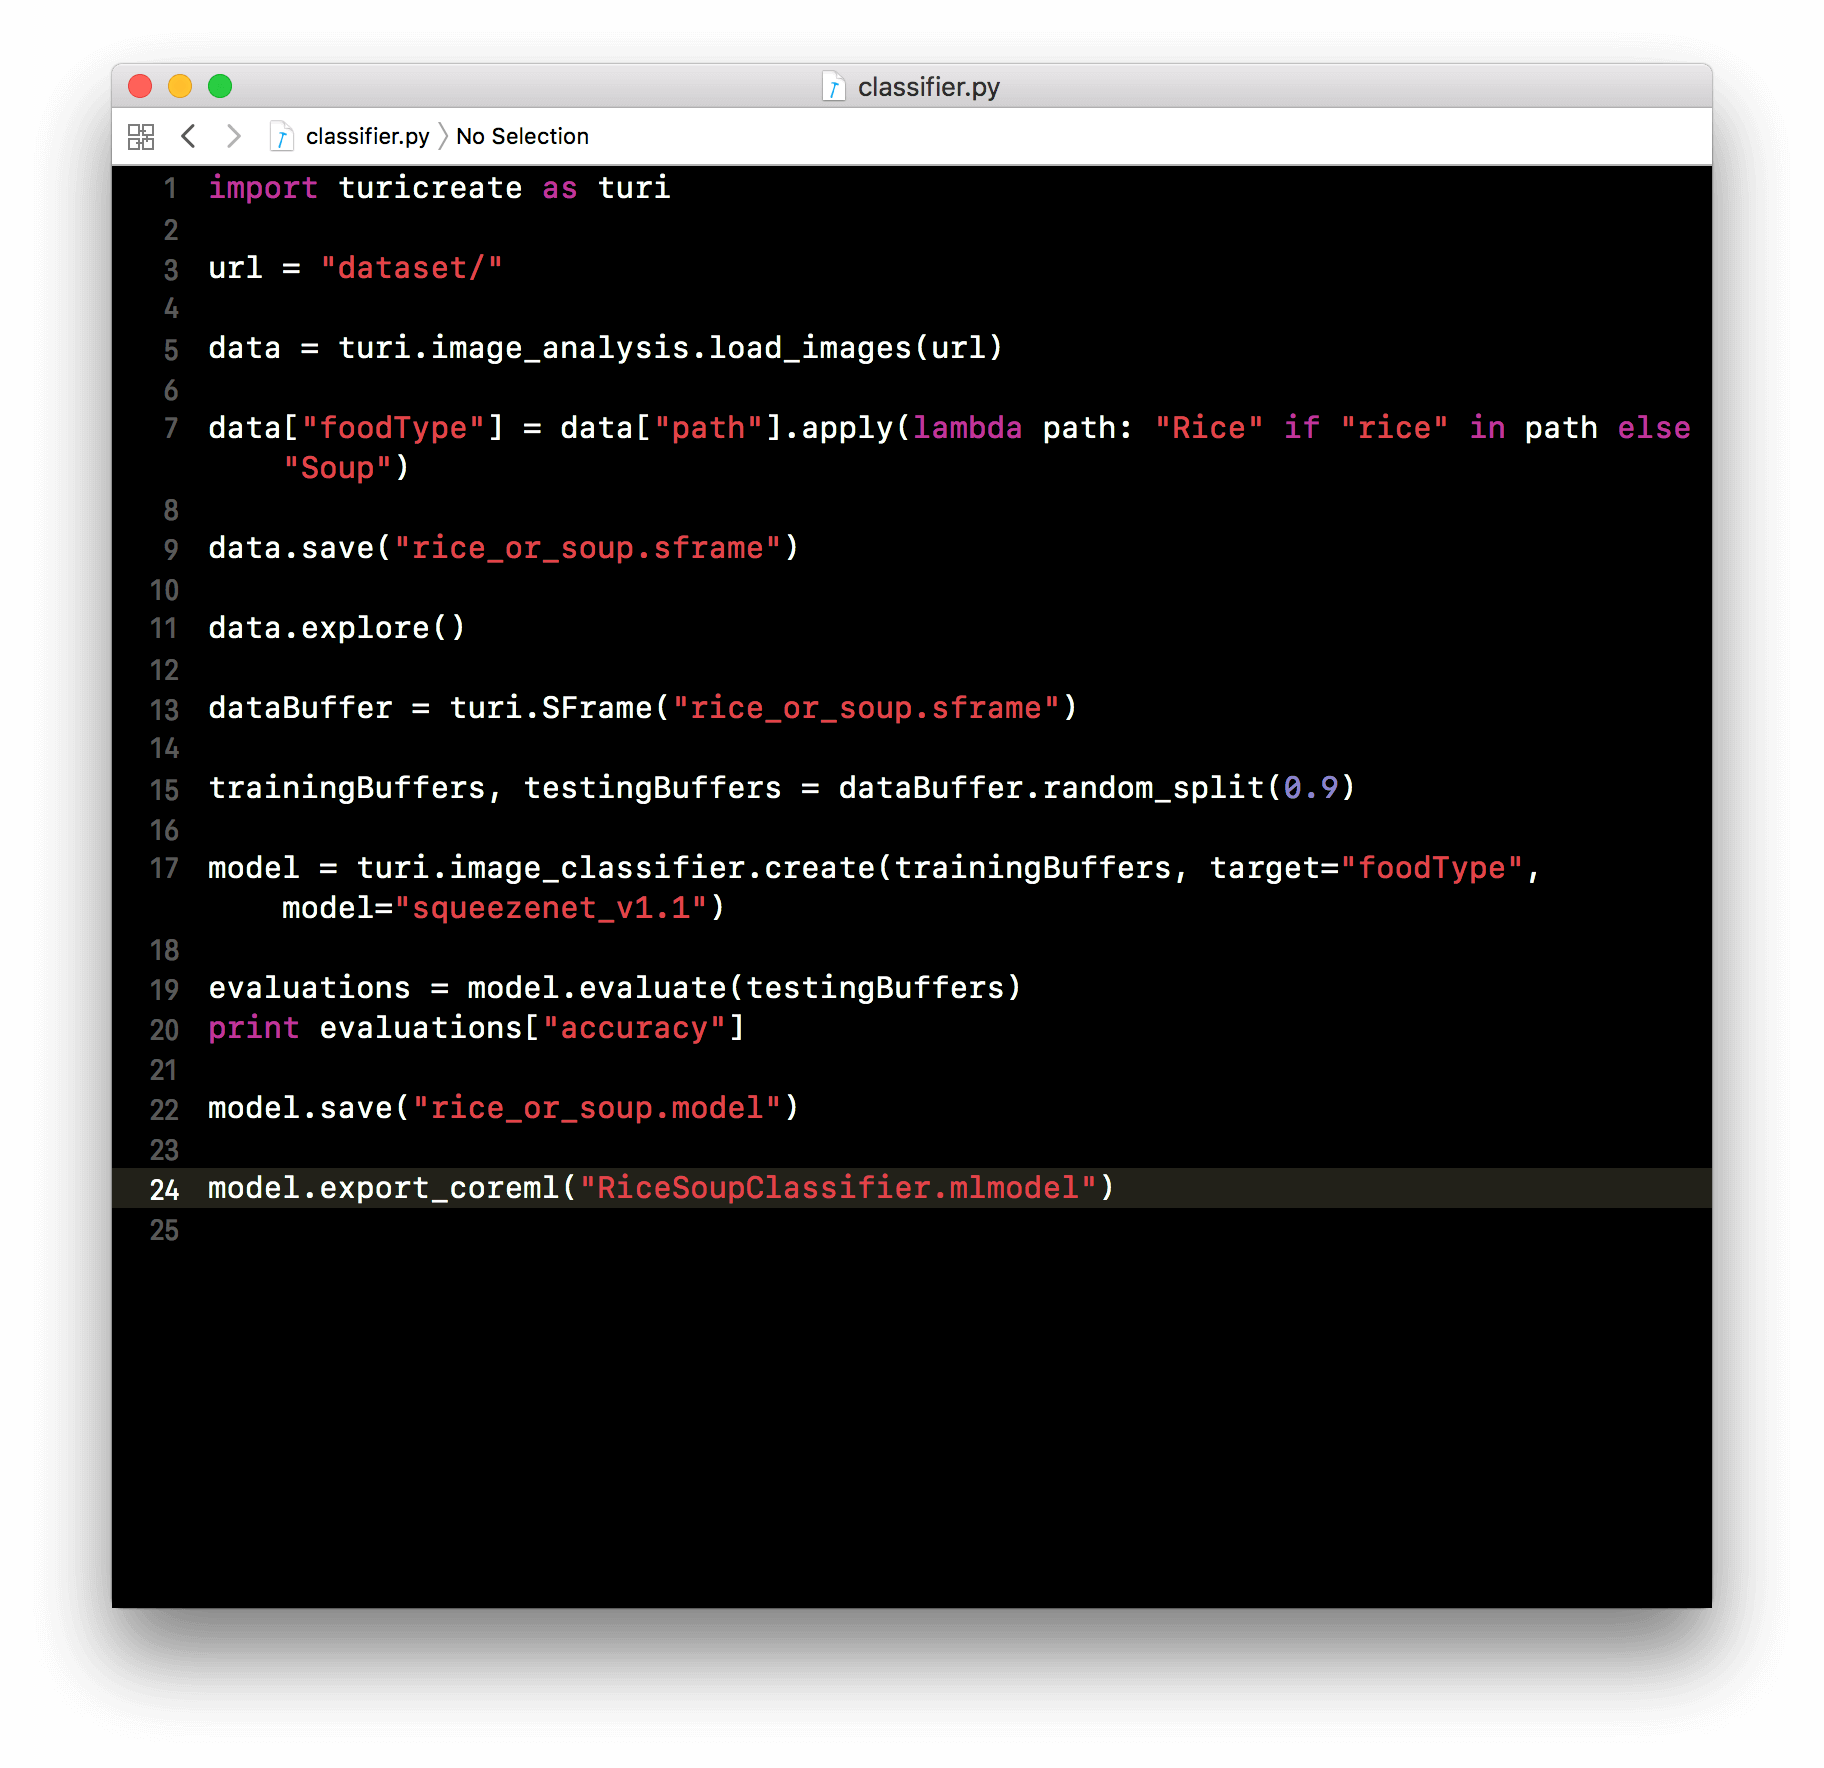 classifier.py
classifier.py 〉 No Selection
1 import turicreate as turi
2
3 url = "dataset/"
4
5 data = turi.image_analysis.load_images(url)
6
7 data["foodType"] = data["path"].apply(lambda path: "Rice" if "rice" in path else
"Soup")
8
9 data.save("rice_or_soup.sframe")
10
11 data.explore()
12
13 dataBuffer = turi.SFrame("rice_or_soup.sframe")
14
15 trainingBuffers, testingBuffers = dataBuffer.random_split(0.9)
16
17 model = turi.image_classifier.create(trainingBuffers, target="foodType",
model="squeezenet_v1.1")
18
19 evaluations = model.evaluate(testingBuffers)
20 print evaluations["accuracy"]
21
22 model.save("rice_or_soup.model")
23
24 model.export_coreml("RiceSoupClassifier.mlmodel")
25